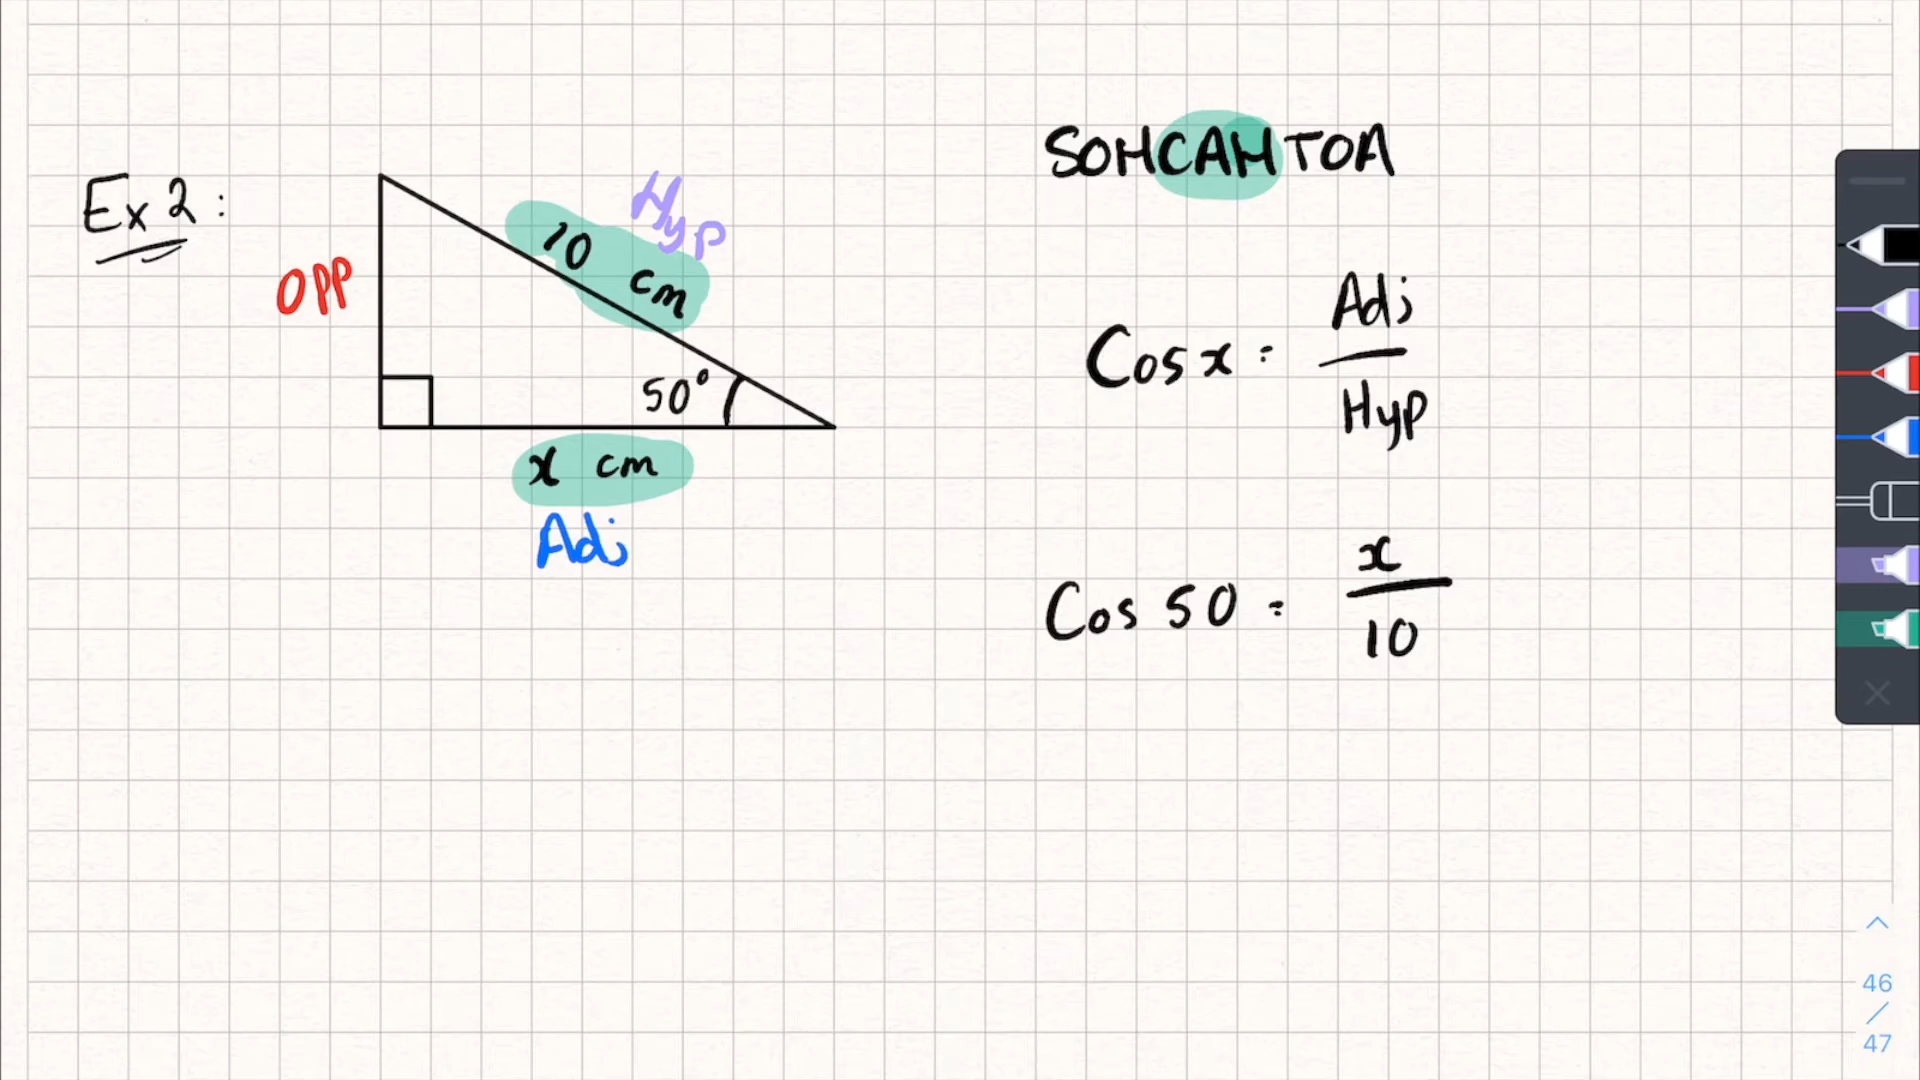 Ex 2 :
OPP
10 cm
Hyp
50°
x cm
Adj
SOHCAHTOA
Cos x = Adj / Hyp
Cos 50 = x / 10
46
/
47